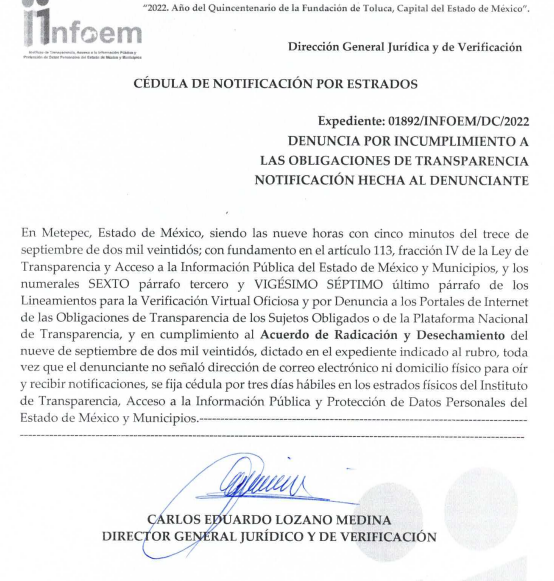 "2022. Año del Quincentenario de la Fundación de Toluca, Capital del Estado de México".
infoem
Instituto de Transparencia, Acceso a la Información Pública y
Protección de Datos Personales del Estado de México y Municipios
Dirección General Jurídica y de Verificación
CÉDULA DE NOTIFICACIÓN POR ESTRADOS
Expediente: 01892/INFOEM/DC/2022
DENUNCIA POR INCUMPLIMIENTO A
LAS OBLIGACIONES DE TRANSPARENCIA
NOTIFICACIÓN HECHA AL DENUNCIANTE
En Metepec, Estado de México, siendo las nueve horas con cinco minutos del trece de
septiembre de dos mil veintidós; con fundamento en el artículo 113, fracción IV de la Ley de
Transparencia y Acceso a la Información Pública del Estado de México y Municipios, y los
numerales SEXTO párrafo tercero y VIGÉSIMO SÉPTIMO último párrafo de los
Lineamientos para la Verificación Virtual Oficiosa y por Denuncia a los Portales de Internet
de las Obligaciones de Transparencia de los Sujetos Obligados o de la Plataforma Nacional
de Transparencia, y en cumplimiento al Acuerdo de Radicación y Desechamiento del
nueve de septiembre de dos mil veintidós, dictado en el expediente indicado al rubro, toda
vez que el denunciante no señaló dirección de correo electrónico ni domicilio físico para oír
y recibir notificaciones, se fija cédula por tres días hábiles en los estrados físicos del Instituto
de Transparencia, Acceso a la Información Pública y Protección de Datos Personales del
Estado de México y Municipios.
CARLOS EDUARDO LOZANO MEDINA
DIRECTOR GENERAL JURÍDICO Y DE VERIFICACIÓN